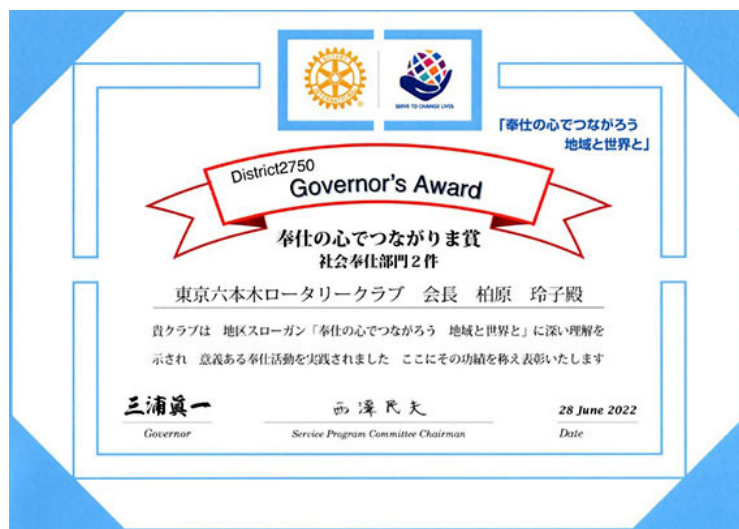 ROTARY
INTERNATIONAL
SERVE TO CHANGE LIVES
「奉仕の心でつながろう
地域と世界と」
District2750
Governor's Award
奉仕の心でつながりま賞
社会奉仕部門2件
東京六本木ロータリークラブ 会長 柏原 玲子殿
貴クラブは 地区スローガン「奉仕の心でつながろう 地域と世界と」に深い理解を
示され 意義ある奉仕活動を実践されました ここにその功績を称え表彰いたします
三浦眞一
西澤民夫
28 June 2022
Governor
Service Program Committee Chairman
Date